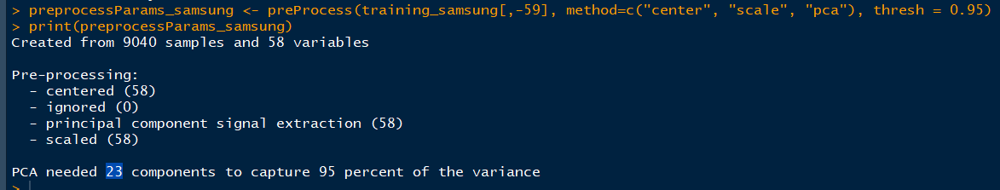 > preprocessParams_samsung <- preProcess(training_samsung[,-59], method=c("center", "scale", "pca"), thresh = 0.95)
> print(preprocessParams_samsung)
Created from 9040 samples and 58 variables

Pre-processing:
  - centered (58)
  - ignored (0)
  - principal component signal extraction (58)
  - scaled (58)

PCA needed 23 components to capture 95 percent of the variance
>